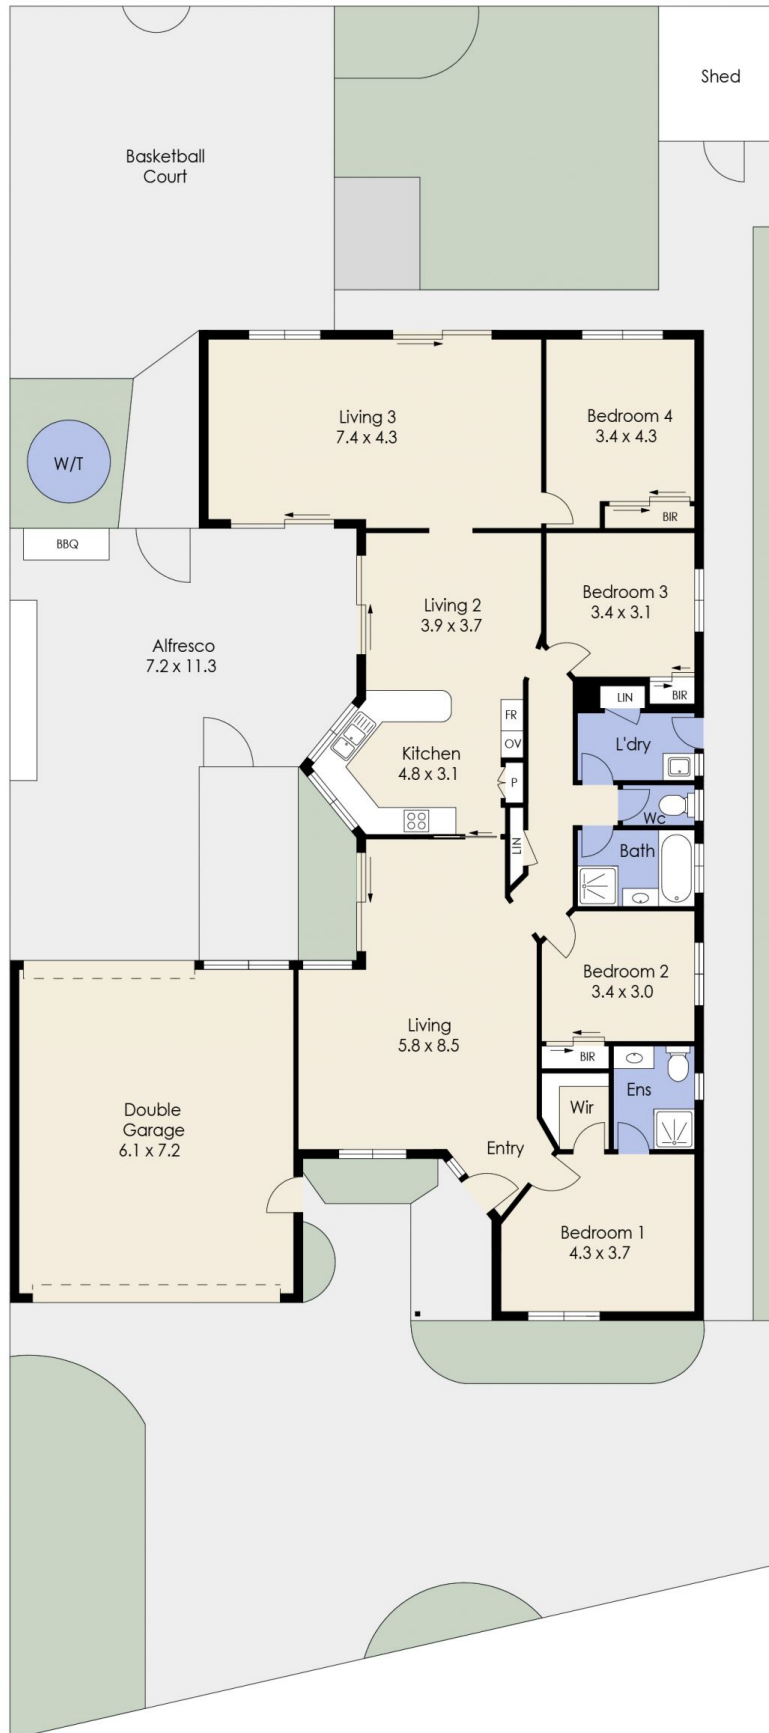 Shed
Basketball
Court
Living 3
7.4 x 4.3
Bedroom 4
3.4 x 4.3
W/T
BIR
BBQ
Living 2
3.9 x 3.7
Bedroom 3
3.4 x 3.1
Alfresco
7.2 x 11.3
LIN
BIR
FR
OV
L'dry
Kitchen
4.8 x 3.1
P
Wc
LIN
Bath
Bedroom 2
3.4 x 3.0
Living
5.8 x 8.5
BIR
Ens
Wir
Double
Garage
6.1 x 7.2
Entry
Bedroom 1
4.3 x 3.7